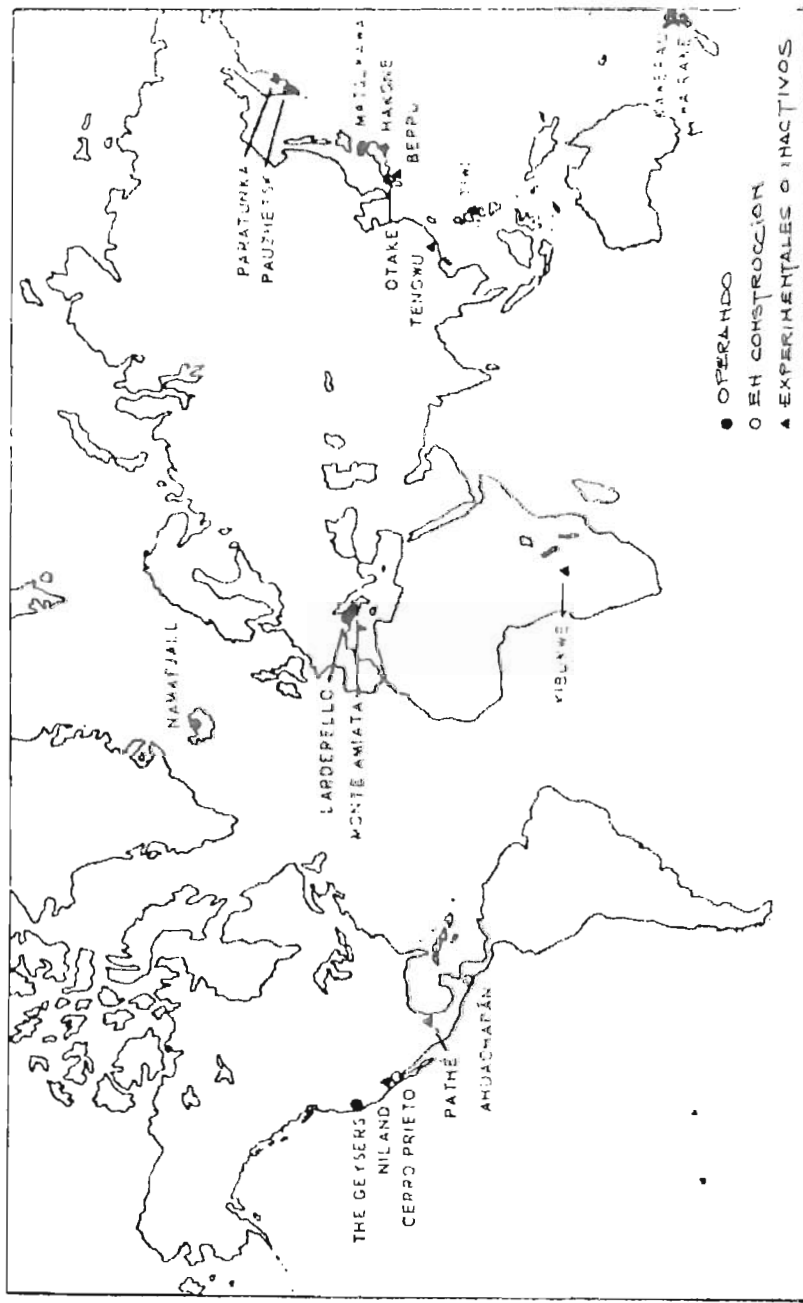 NAMAFJALL
PARATUNKA
PAUZHETSK
LARDERELLO
MONTE AMIATA
MATSUKAWA
HAKONE
BEPPU
OTAKE
TENGWU
THE GEYSERS
NILAND
CERRO PRIETO
PATHÉ
AHUACHAPÁN
KIBUKWE
● OPERANDO
O EN CONSTRUCCION
▲ EXPERIMENTALES O INACTIVOS